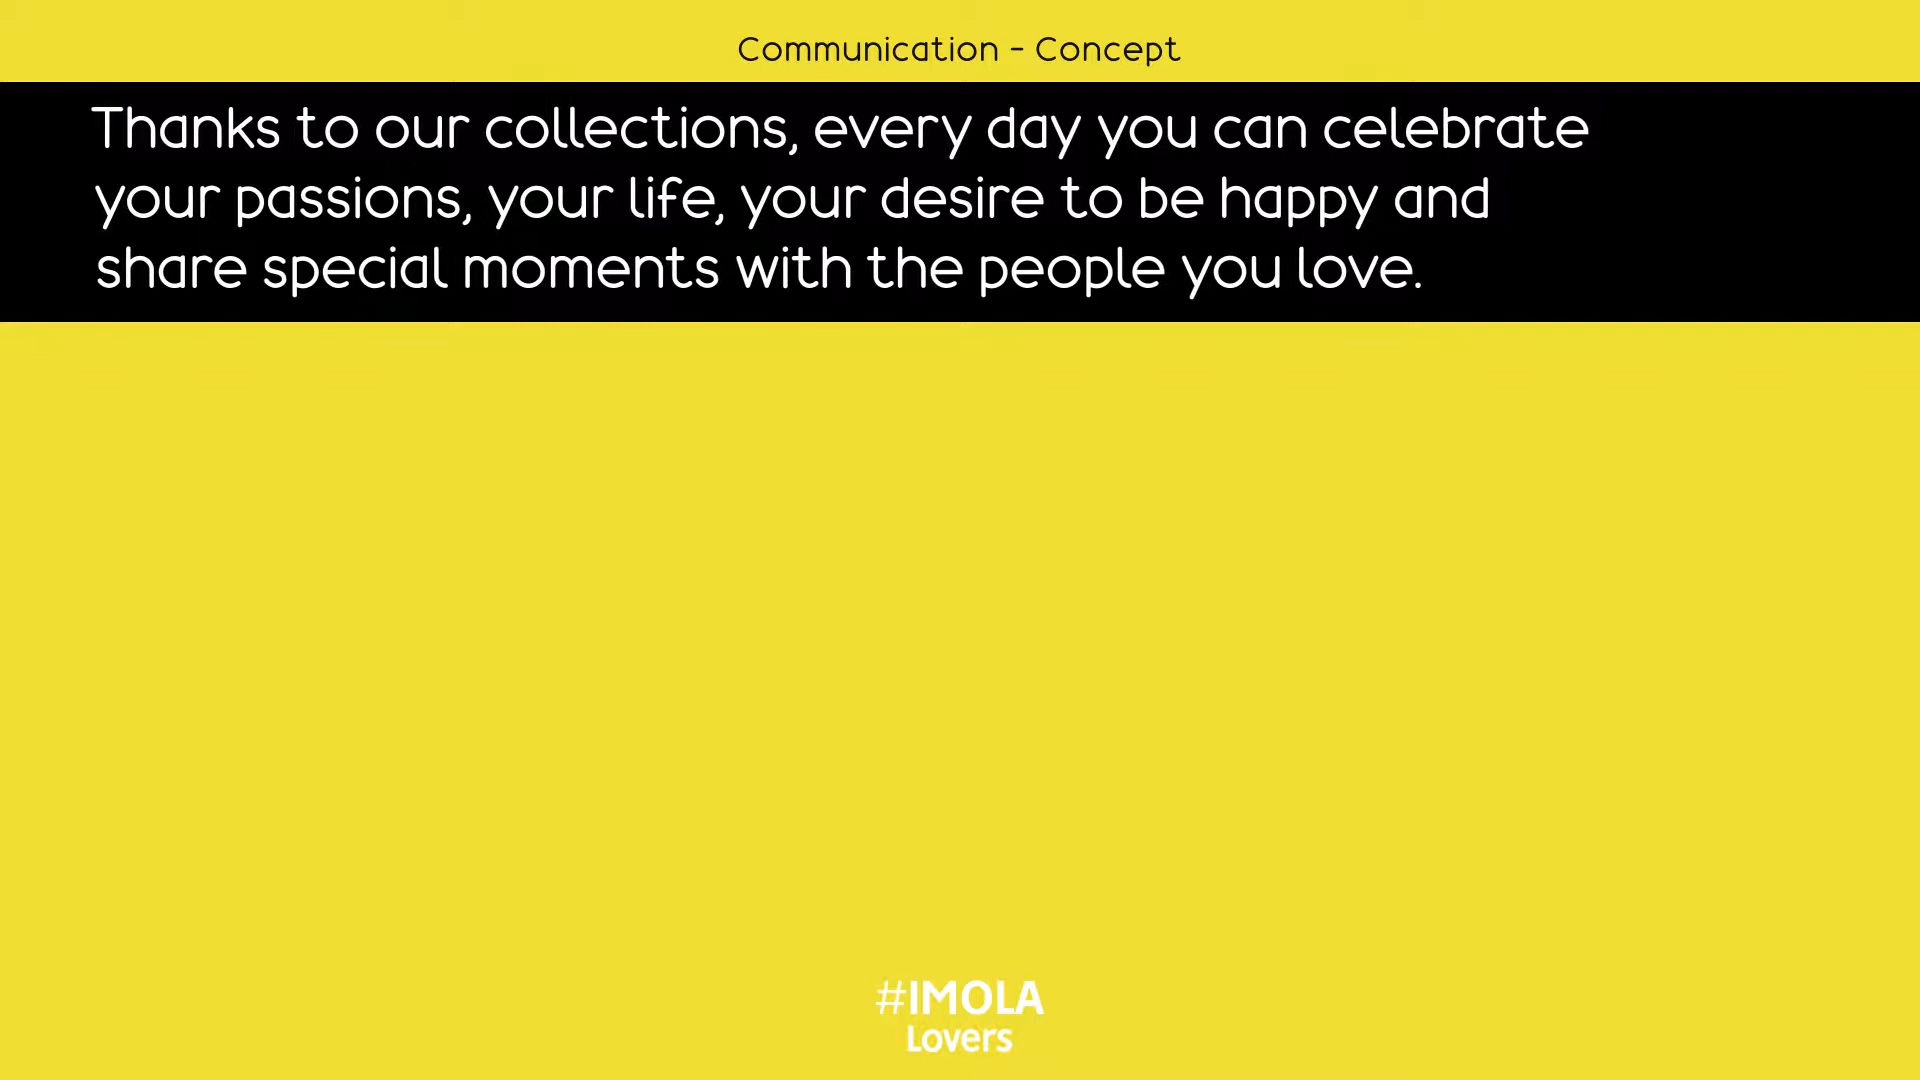 Communication - Concept
Thanks to our collections, every day you can celebrate
your passions, your life, your desire to be happy and
share special moments with the people you love.
#IMOLA
Lovers